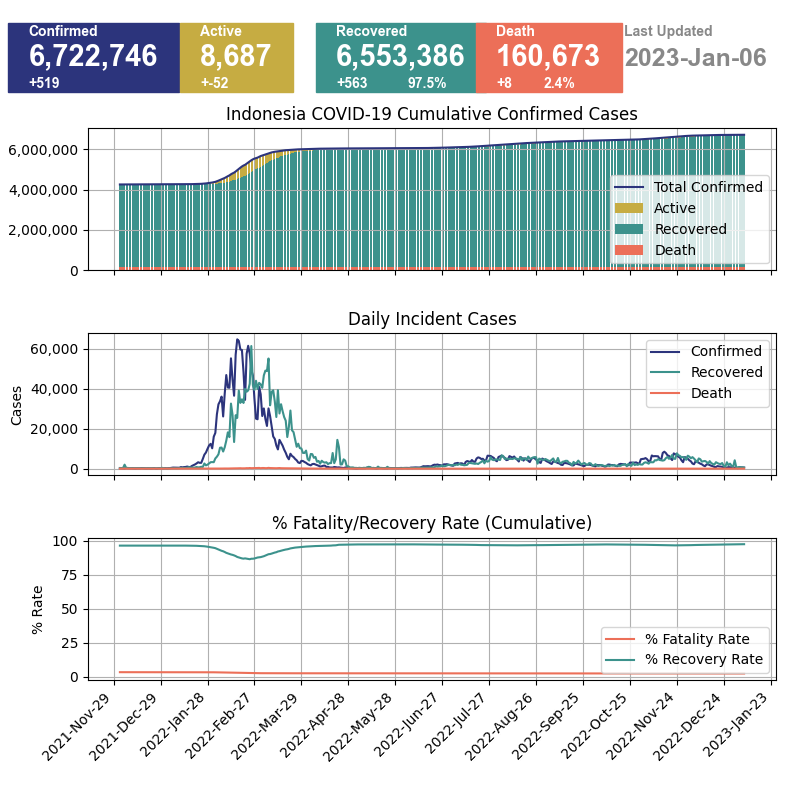 Confirmed
6,722,746
+519
Active
8,687
+-52
Recovered
6,553,386
+563 97.5%
Death
160,673
+8 2.4%
Last Updated
2023-Jan-06
Indonesia COVID-19 Cumulative Confirmed Cases
6,000,000
4,000,000
2,000,000
0
Total Confirmed
Active
Recovered
Death
Daily Incident Cases
Cases
60,000
40,000
20,000
0
Confirmed
Recovered
Death
% Fatality/Recovery Rate (Cumulative)
% Rate
100
75
50
25
0
% Fatality Rate
% Recovery Rate
2021-Nov-29
2021-Dec-29
2022-Jan-28
2022-Feb-27
2022-Mar-29
2022-Apr-28
2022-May-28
2022-Jun-27
2022-Jul-27
2022-Aug-26
2022-Sep-25
2022-Oct-25
2022-Nov-24
2022-Dec-24
2023-Jan-23